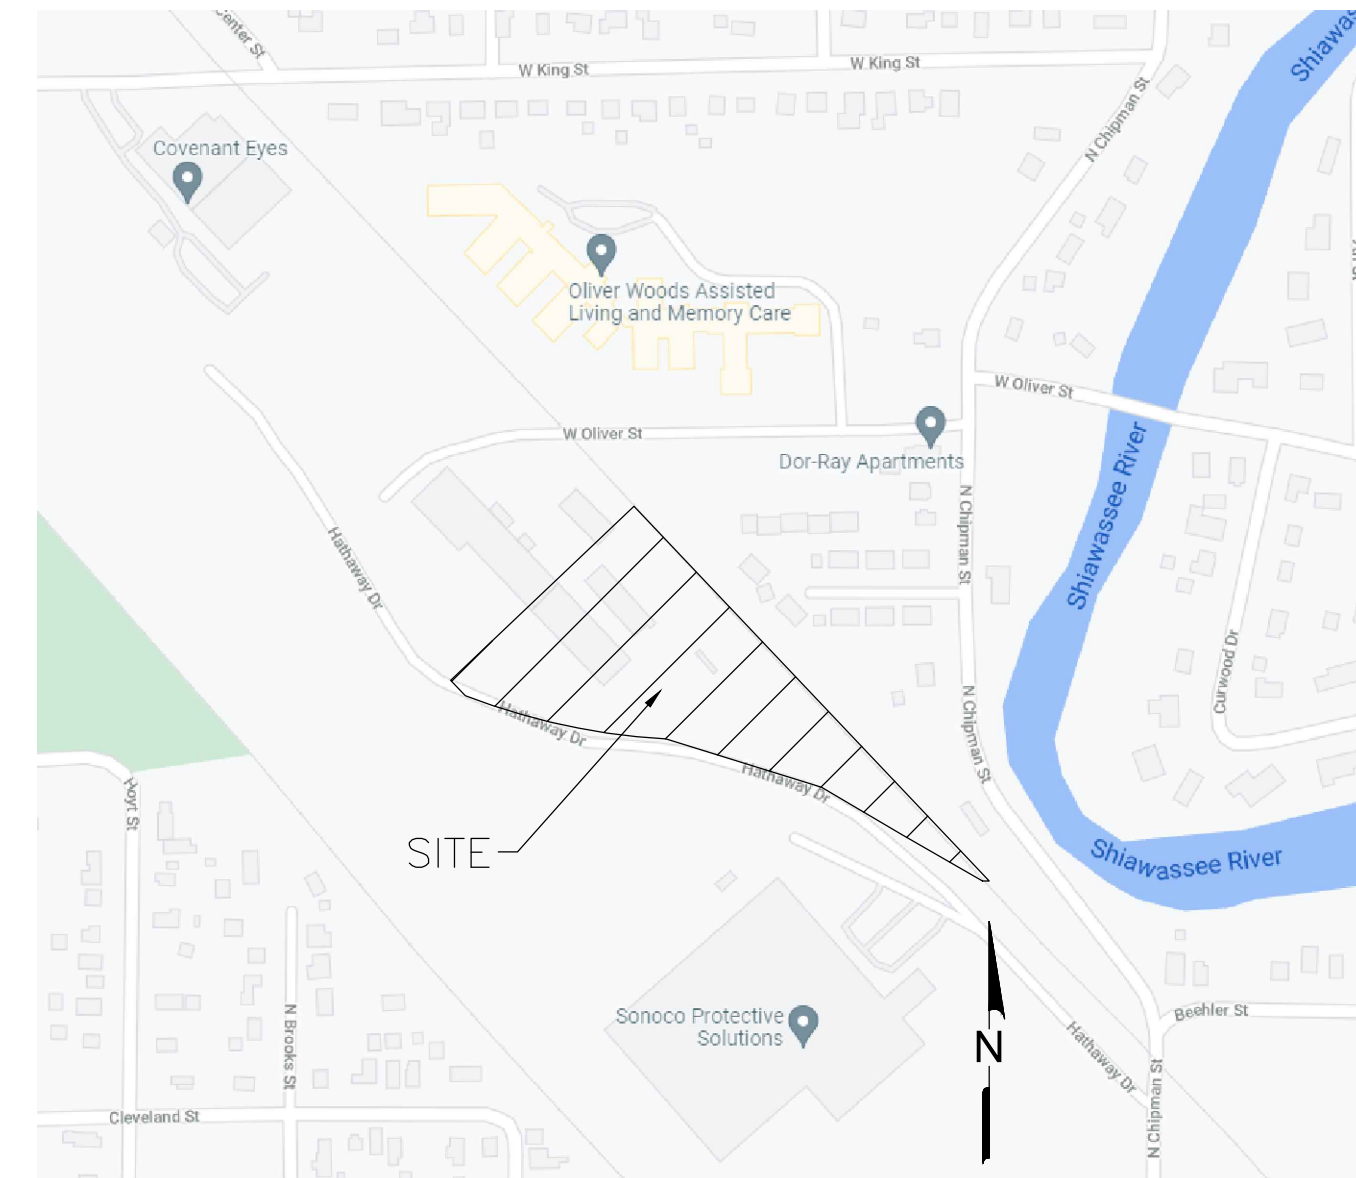 Center St
W King St
W King St
Shiawas
N Chipman St
Covenant Eyes
Oliver Woods Assisted
Living and Memory Care
W Oliver St
W Oliver St
Dor-Ray Apartments
Shiawassee River
N Chipman St
Hathaway Dr
Curwood Dr
N Chipman St
Hathaway Dr
Hathaway Dr
Hoyt St
SITE
Shiawassee River
N Brooks St
Sonoco Protective
Solutions
Beehler St
N
Hathaway Dr
N Chipman St
Cleveland St